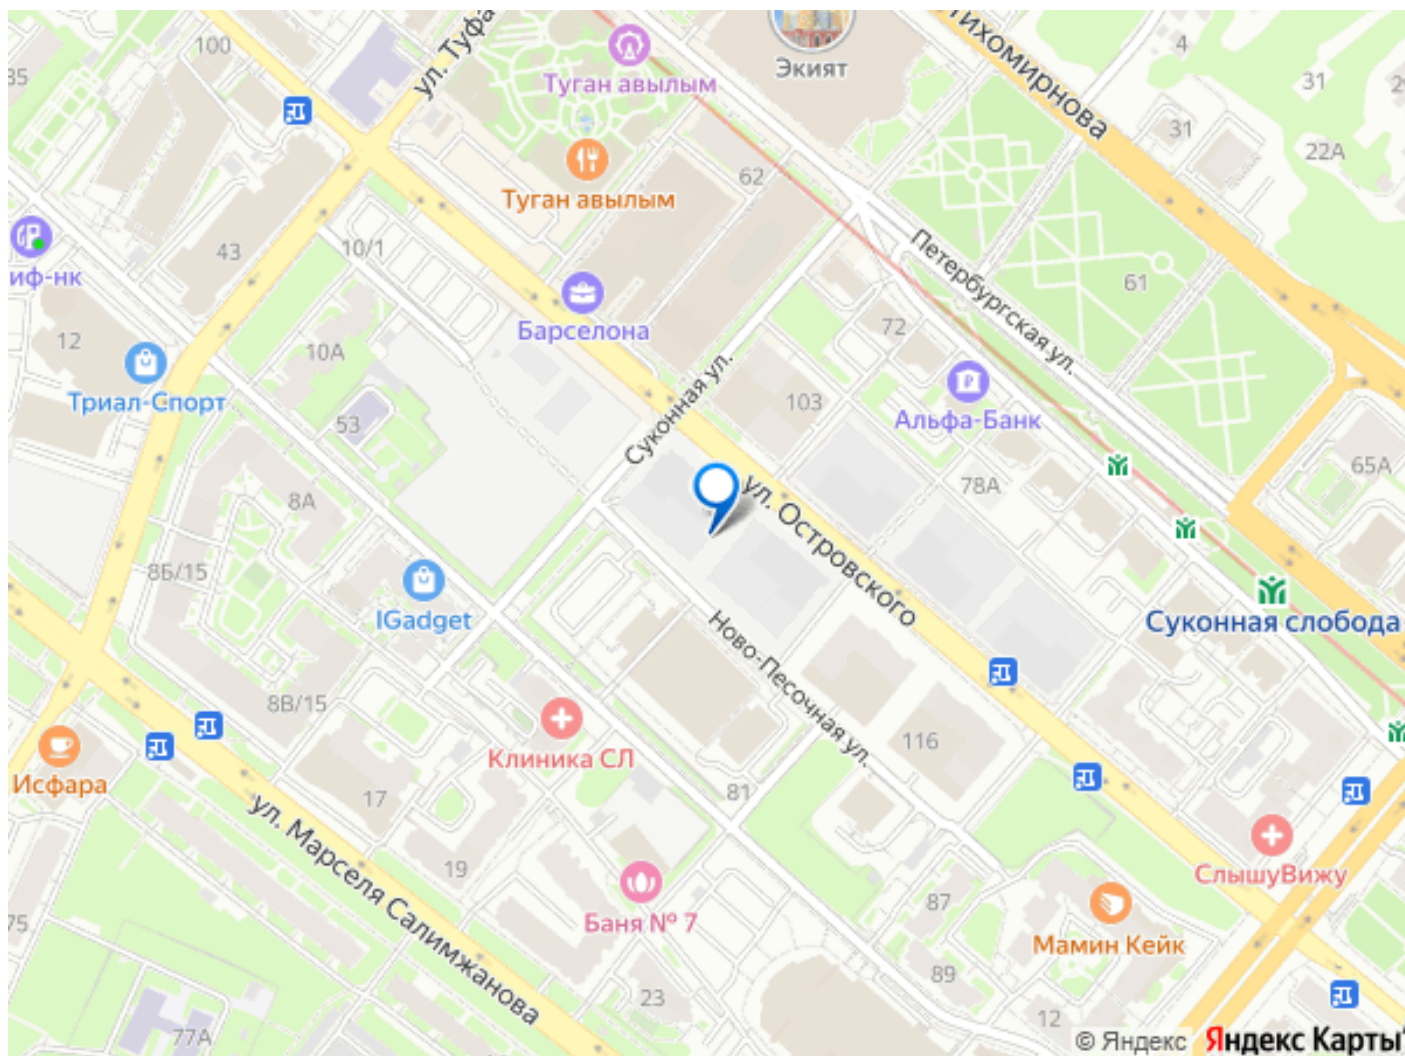 100
ул. Туфа
Туган авылым
Экият
Тихомирнова
4
31
2
35
31
22А
62
Туган авылым
иф-нк
43
10/1
Петербургская ул.
61
Барселона
12
10А
72
Триал-Спорт
Суконная ул.
103
Альфа-Банк
53
65А
8А
78А
ул. Островского
8Б/15
IGadget
Суконная слобода
Ново-Песочная ул.
8В/15
Клиника СЛ
116
Исфара
17
81
ул. Марселя Салимжанова
19
СлышуВижу
Баня № 7
87
75
Мамин Кейк
89
23
12
77А
© Яндекс Яндекс Карты